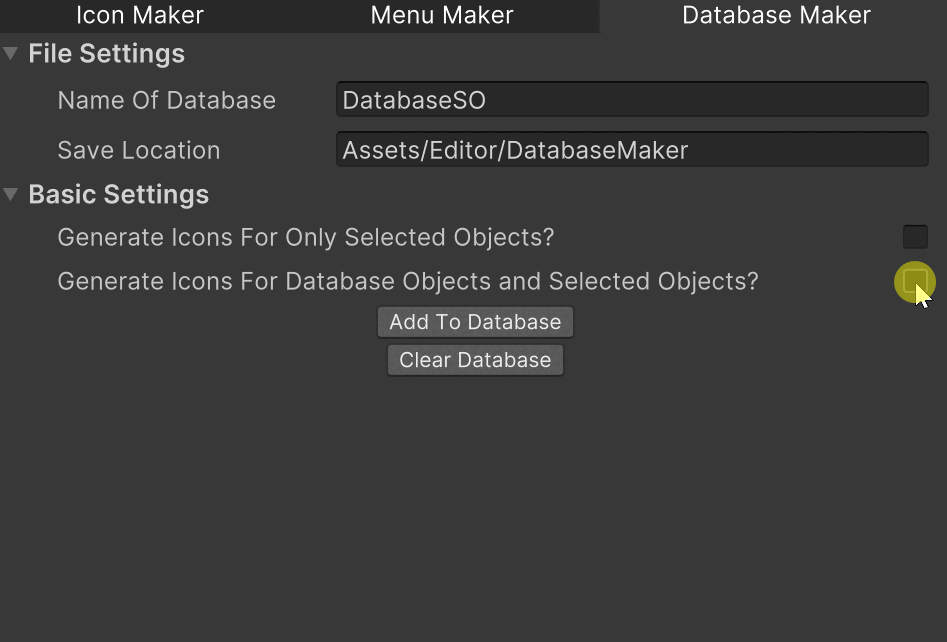 Icon Maker Menu Maker Database Maker
File Settings
Name Of Database DatabaseSO
Save Location Assets/Editor/DatabaseMaker
Basic Settings
Generate Icons For Only Selected Objects?
Generate Icons For Database Objects and Selected Objects?
Add To Database
Clear Database